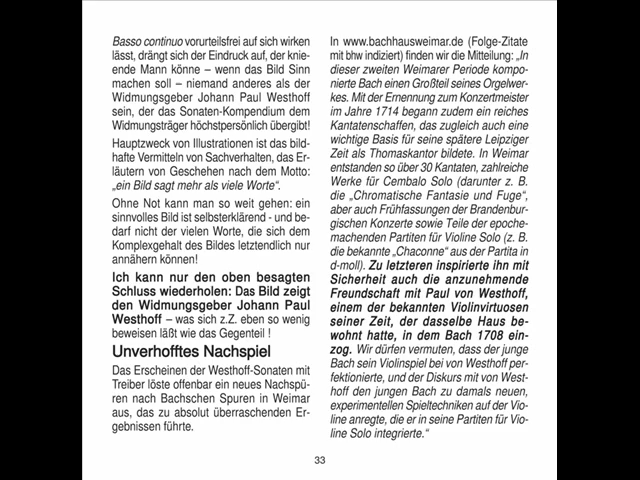 Basso continuo vorurteilsfrei auf sich wirken
lässt, drängt sich der Eindruck auf, der knie-
ende Mann könne – wenn das Bild Sinn
machen soll – niemand anderes als der
Widmungsgeber Johann Paul Westhoff
sein, der das Sonaten-Kompendium dem
Widmungsträger höchstpersönlich übergibt!
Hauptzweck von Illustrationen ist das bild-
hafte Vermitteln von Sachverhalten, das Er-
läutern von Geschehen nach dem Motto:
„ein Bild sagt mehr als viele Worte“.
Ohne Not kann man so weit gehen: ein
sinnvolles Bild ist selbsterklärend - und be-
darf nicht der vielen Worte, die sich dem
Komplexgehalt des Bildes letztendlich nur
annähern können!
Ich kann nur den oben besagten
Schluss wiederholen: Das Bild zeigt
den Widmungsgeber Johann Paul
Westhoff – was sich z.Z. eben so wenig
beweisen läßt wie das Gegenteil !
Unverhofftes Nachspiel
Das Erscheinen der Westhoff-Sonaten mit
Treiber löste offenbar ein neues Nachspü-
ren nach Bachschen Spuren in Weimar
aus, das zu absolut überraschenden Er-
gebnissen führte.
In www.bachhausweimar.de (Folge-Zitate
mit bhw indiziert) finden wir die Mitteilung: „In
dieser zweiten Weimarer Periode kompo-
nierte Bach einen Großteil seines Orgelwer-
kes. Mit der Ernennung zum Konzertmeister
im Jahre 1714 begann zudem ein reiches
Kantatenschaffen, das zugleich auch eine
wichtige Basis für seine spätere Leipziger
Zeit als Thomaskantor bildete. In Weimar
entstanden so über 30 Kantaten, zahlreiche
Werke für Cembalo Solo (darunter z. B.
die „Chromatische Fantasie und Fuge“,
aber auch Frühfassungen der Brandenbur-
gischen Konzerte sowie Teile der epoche-
machenden Partiten für Violine Solo (z. B.
die bekannte „Chaconne“ aus der Partita in
d-moll). Zu letzteren inspirierte ihn mit
Sicherheit auch die anzunehmende
Freundschaft mit Paul von Westhoff,
einem der bekannten Violinvirtuosen
seiner Zeit, der dasselbe Haus be-
wohnt hatte, in dem Bach 1708 ein-
zog. Wir dürfen vermuten, dass der junge
Bach sein Violinspiel bei von Westhoff per-
fektionierte, und der Diskurs mit von West-
hoff den jungen Bach zu damals neuen,
experimentellen Spieltechniken auf der Vio-
line anregte, die er in seine Partiten für Vio-
line Solo integrierte.“
33